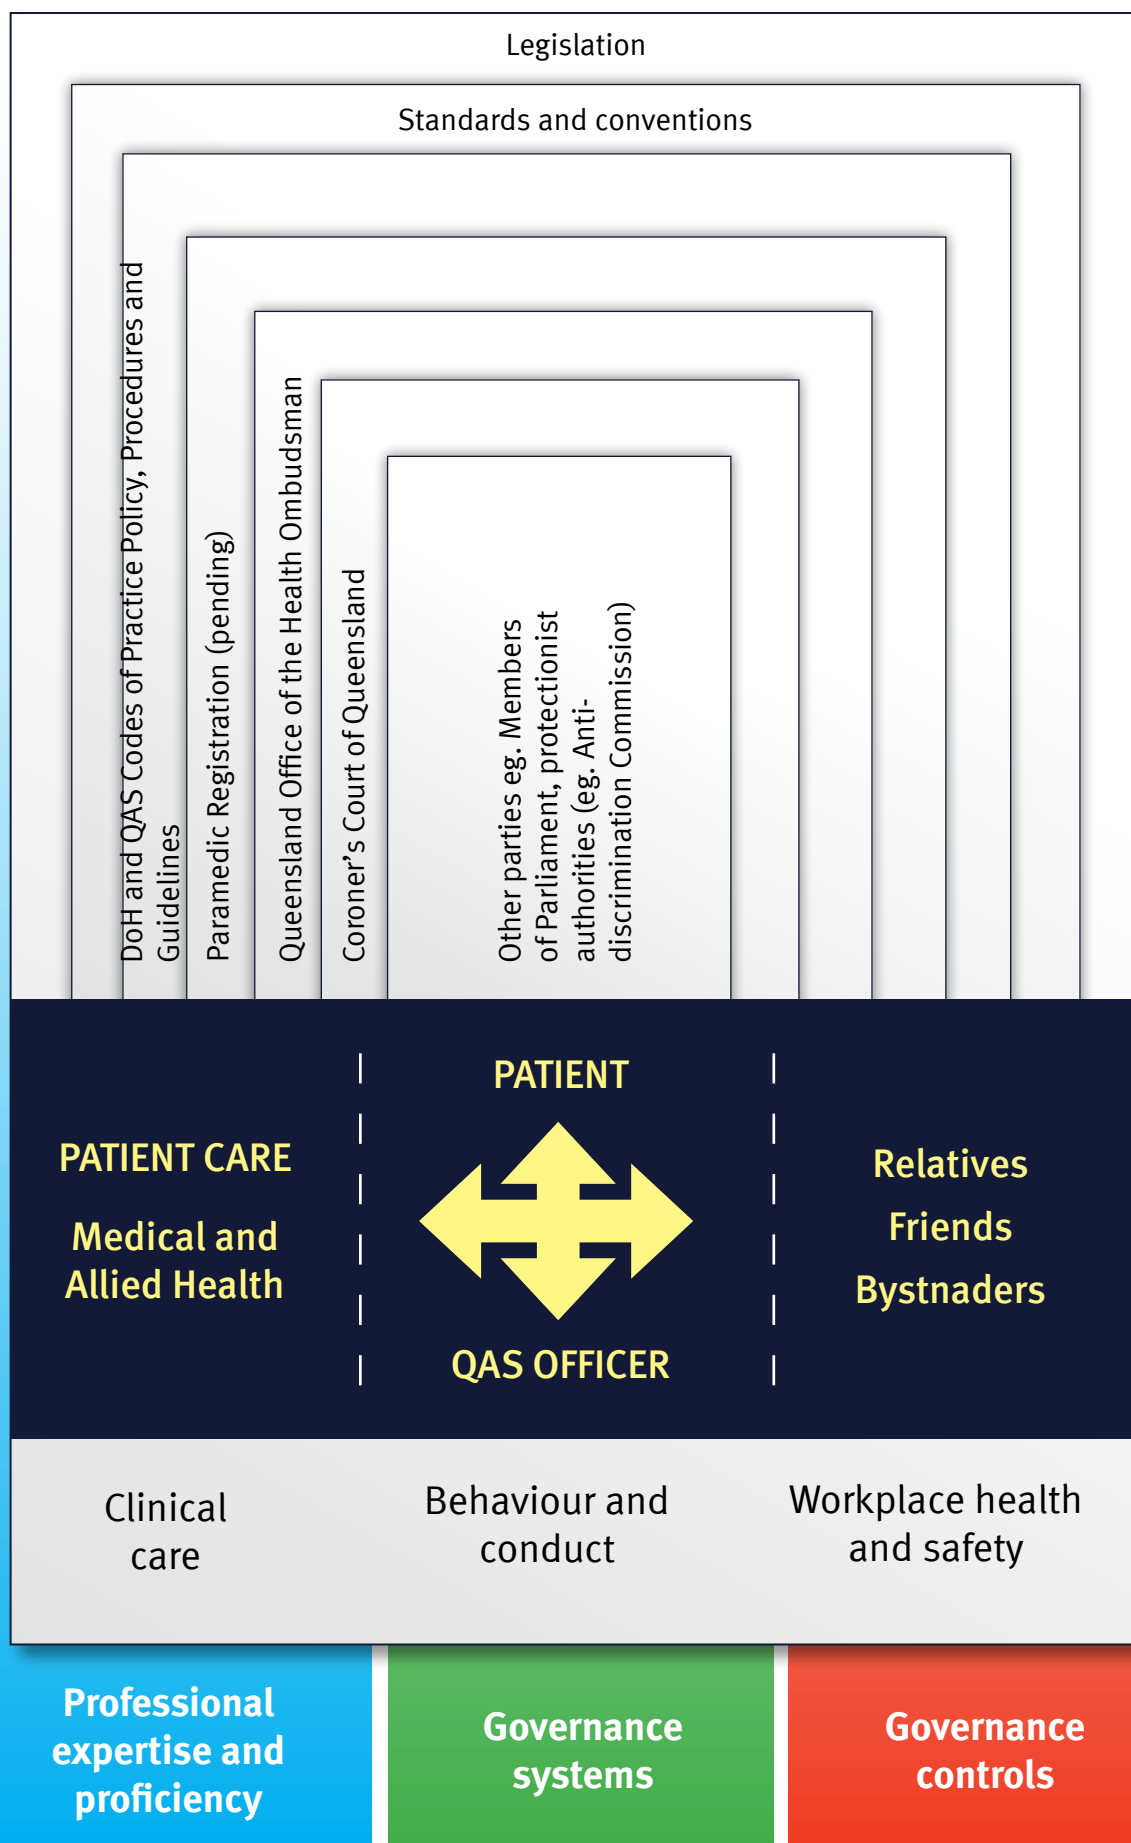 Legislation
Standards and conventions
DoH and QAS Codes of Practice Policy, Procedures and
Guidelines
Paramedic Registration (pending)
Queensland Office of the Health Ombudsman
Coroner’s Court of Queensland
Other parties eg. Members
of Parliament, protectionist
authorities (eg. Anti-
discrimination Commission)
PATIENT CARE
Medical and
Allied Health
PATIENT
QAS OFFICER
Relatives
Friends
Bystnaders
Clinical
care
Behaviour and
conduct
Workplace health
and safety
Professional
expertise and
proficiency
Governance
systems
Governance
controls